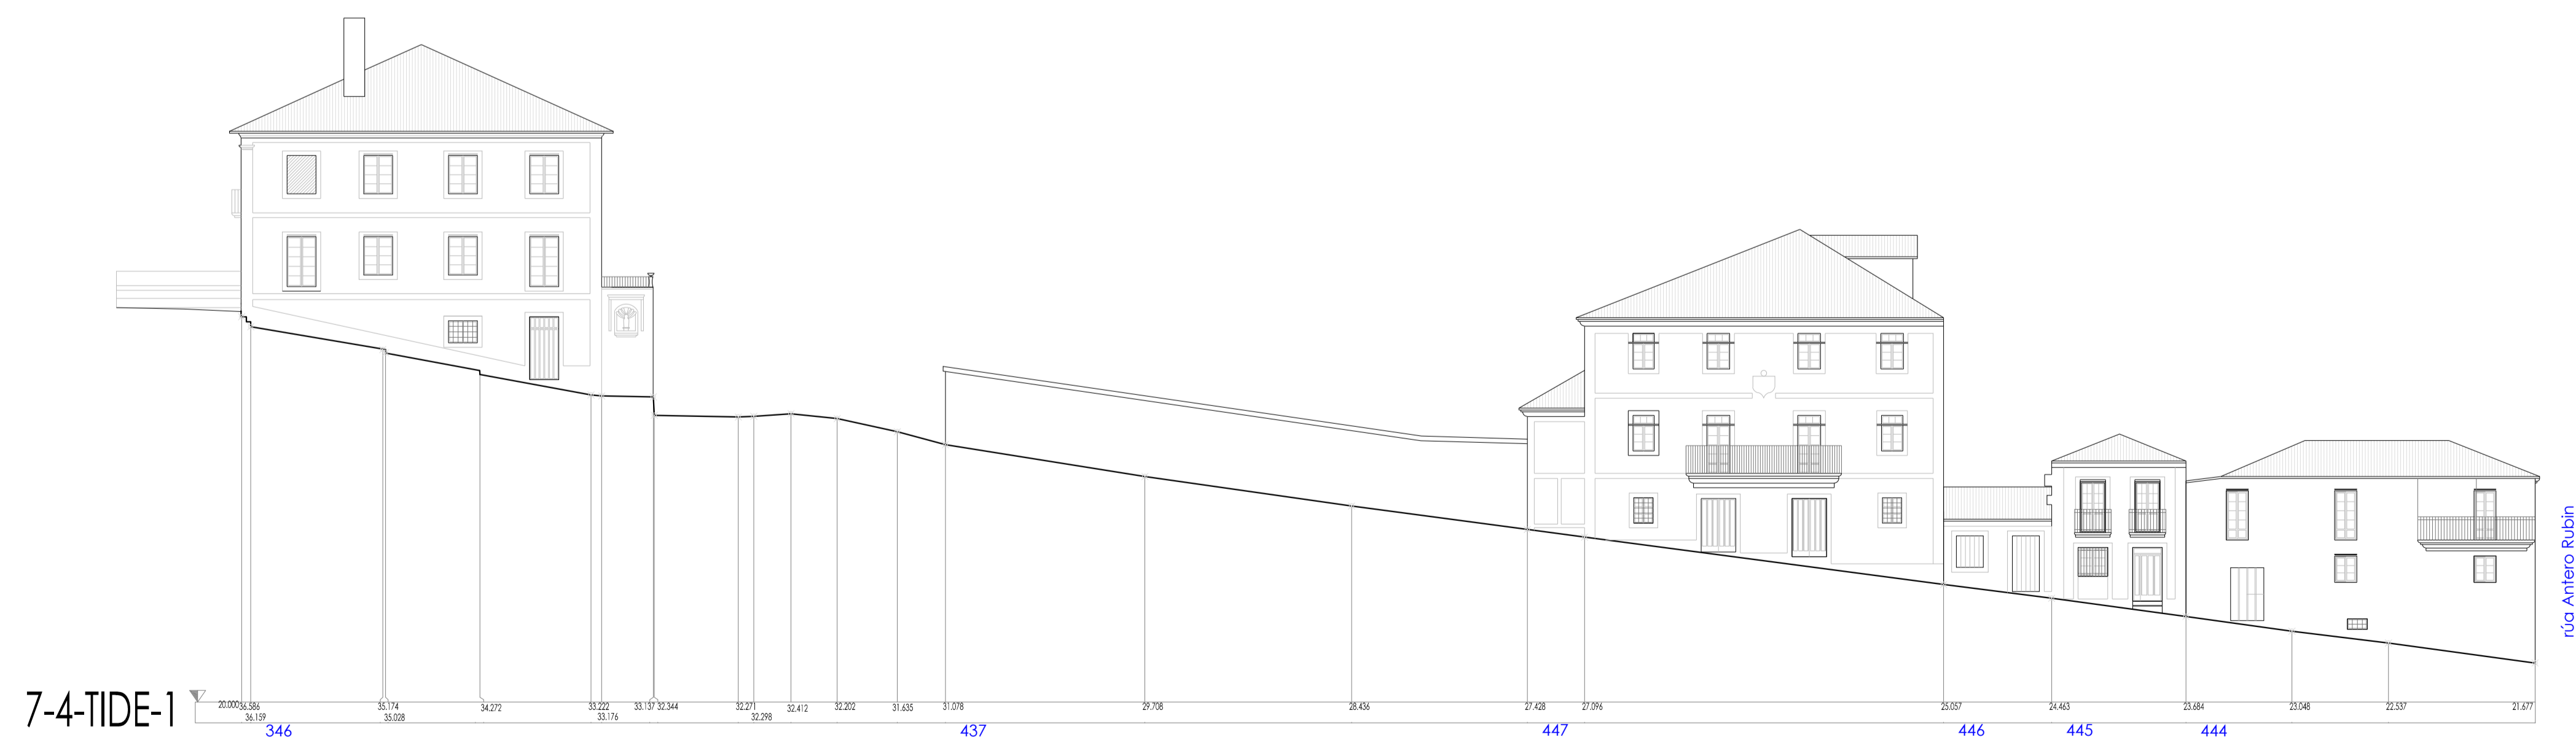 rúa Antero Rubin
7-4-TIDE-1
20.000 36.586 35.174 34.272 33.222 33.137 32.344 32.271 32.412 32.202 31.635 31.078 29.708 28.436 27.428 27.096 25.057 24.463 23.684 23.048 22.537 21.677
36.159 35.028 33.176 32.298
346 437 447 446 445 444